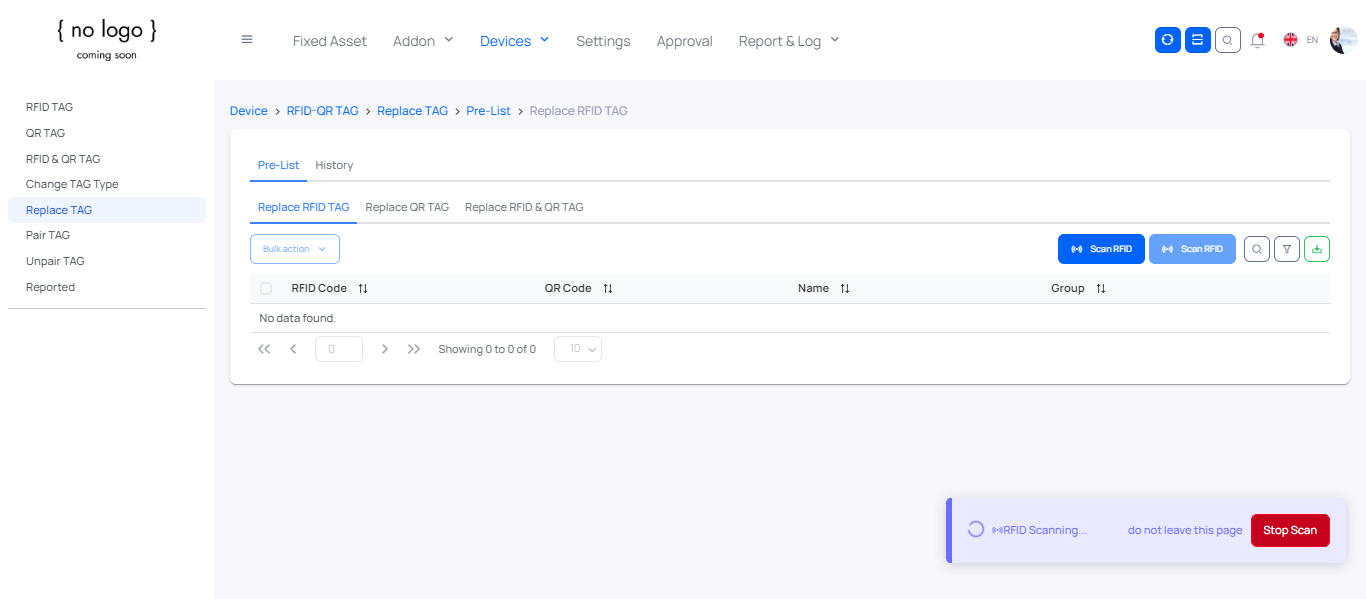 { no logo }
coming soon
Fixed Asset Addon Devices Settings Approval Report & Log EN
RFID TAG
QR TAG
RFID & QR TAG
Change TAG Type
Replace TAG
Pair TAG
Unpair TAG
Reported
Device > RFID-QR TAG > Replace TAG > Pre-List > Replace RFID TAG
Pre-List History
Replace RFID TAG Replace QR TAG Replace RFID & QR TAG
Bulk action Scan RFID Scan RFID
RFID Code QR Code Name Group
No data found.
0 Showing 0 to 0 of 0 10
RFID Scanning... do not leave this page Stop Scan